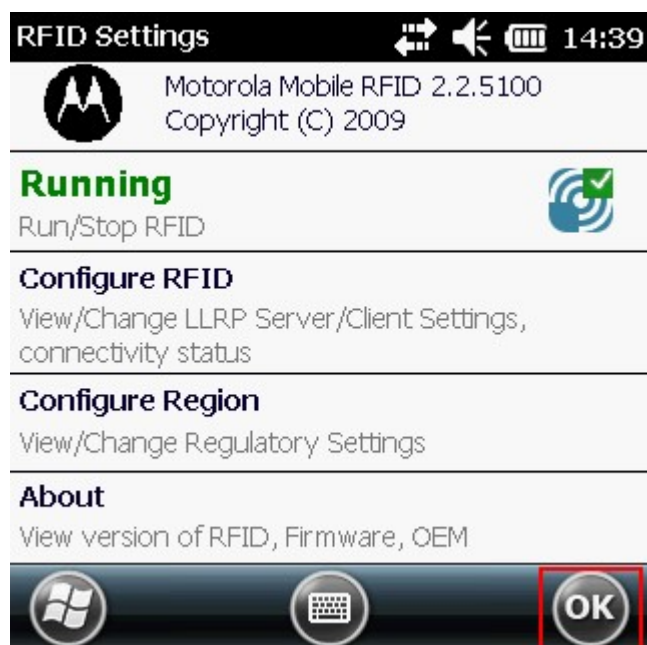 RFID Settings 14:39
Motorola Mobile RFID 2.2.5100
Copyright (C) 2009
Running
Run/Stop RFID
Configure RFID
View/Change LLRP Server/Client Settings,
connectivity status
Configure Region
View/Change Regulatory Settings
About
View version of RFID, Firmware, OEM
OK